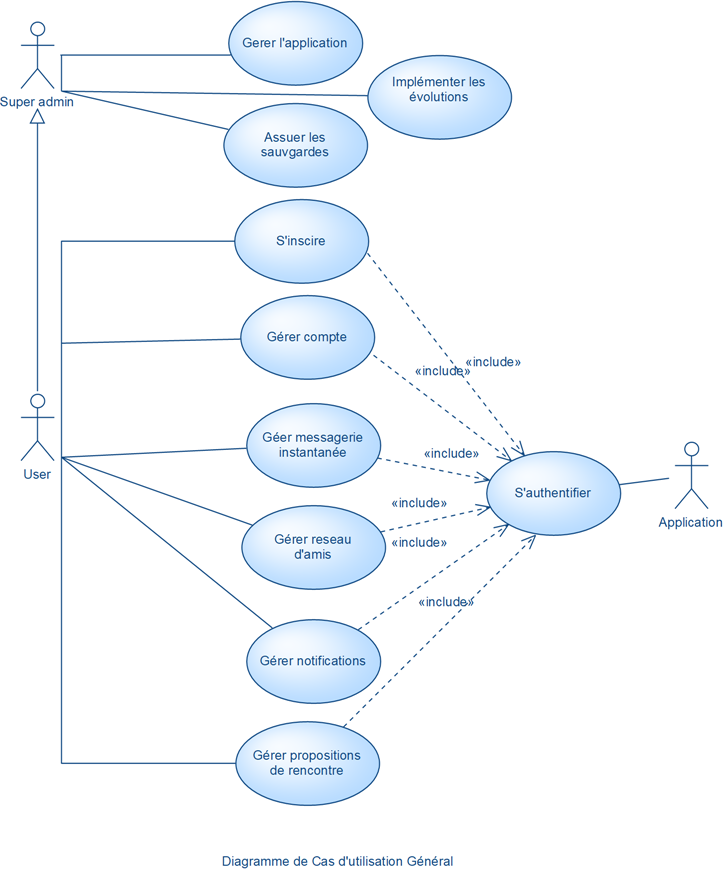 Gerer l'application
Super admin
Implémenter les
évolutions
Assuer les
sauvgardes
S'inscire
Gérer compte
«include»
«include»
User
Géer messagerie
instantanée
«include»
S'authentifier
Application
«include»
Gérer reseau
d'amis
«include»
«include»
Gérer notifications
Gérer propositions
de rencontre
Diagramme de Cas d'utilisation Général